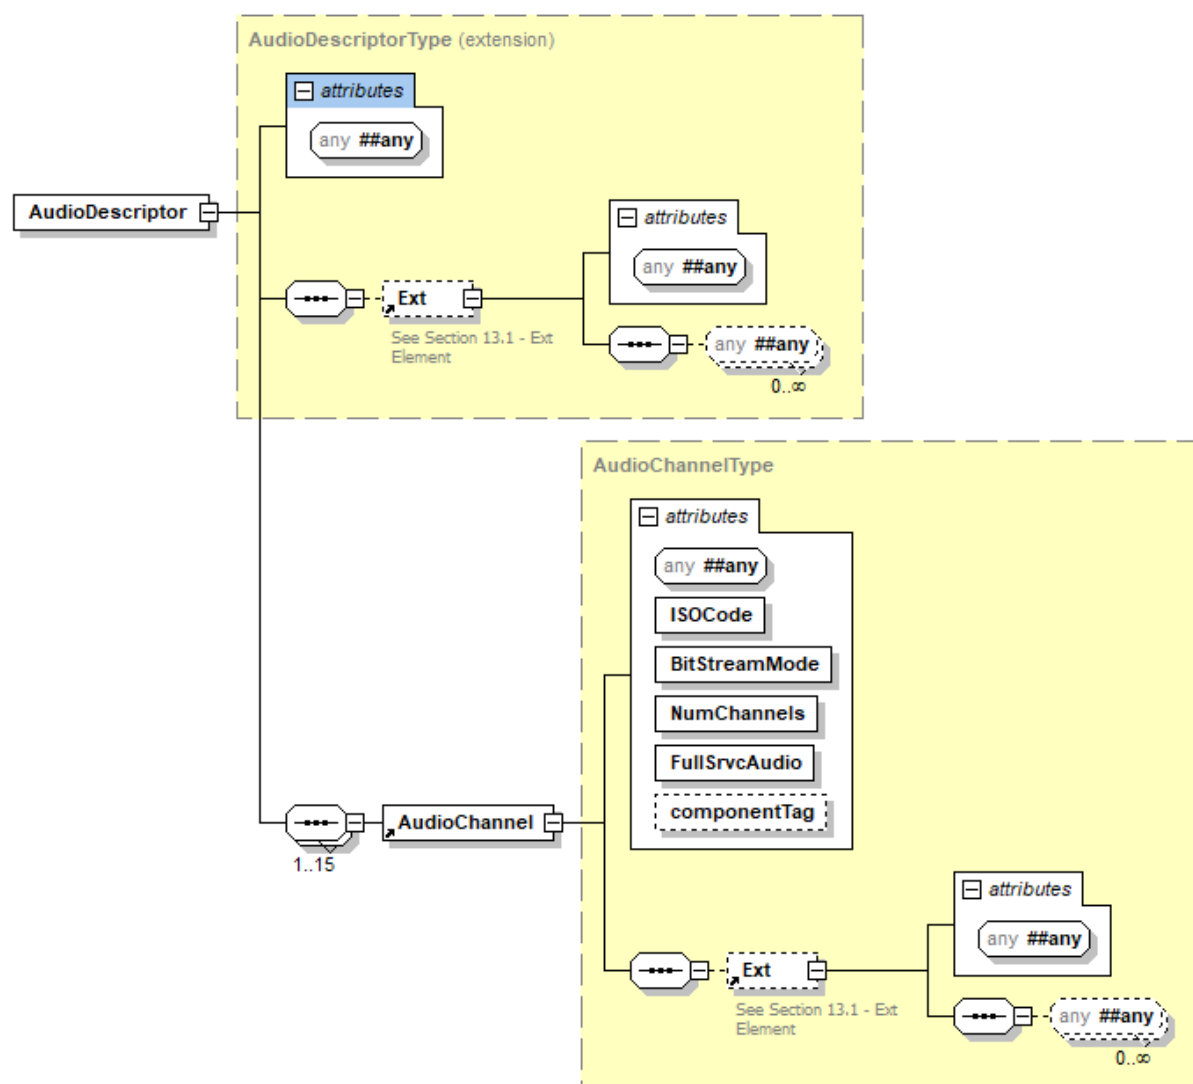 AudioDescriptorType (extension)
attributes
any ##any
AudioDescriptor
attributes
any ##any
Ext
See Section 13.1 - Ext
Element
any ##any
0..∞
AudioChannelType
attributes
any ##any
ISOCode
BitStreamMode
NumChannels
FullSrvcAudio
componentTag
AudioChannel
1..15
attributes
any ##any
Ext
See Section 13.1 - Ext
Element
any ##any
0..∞